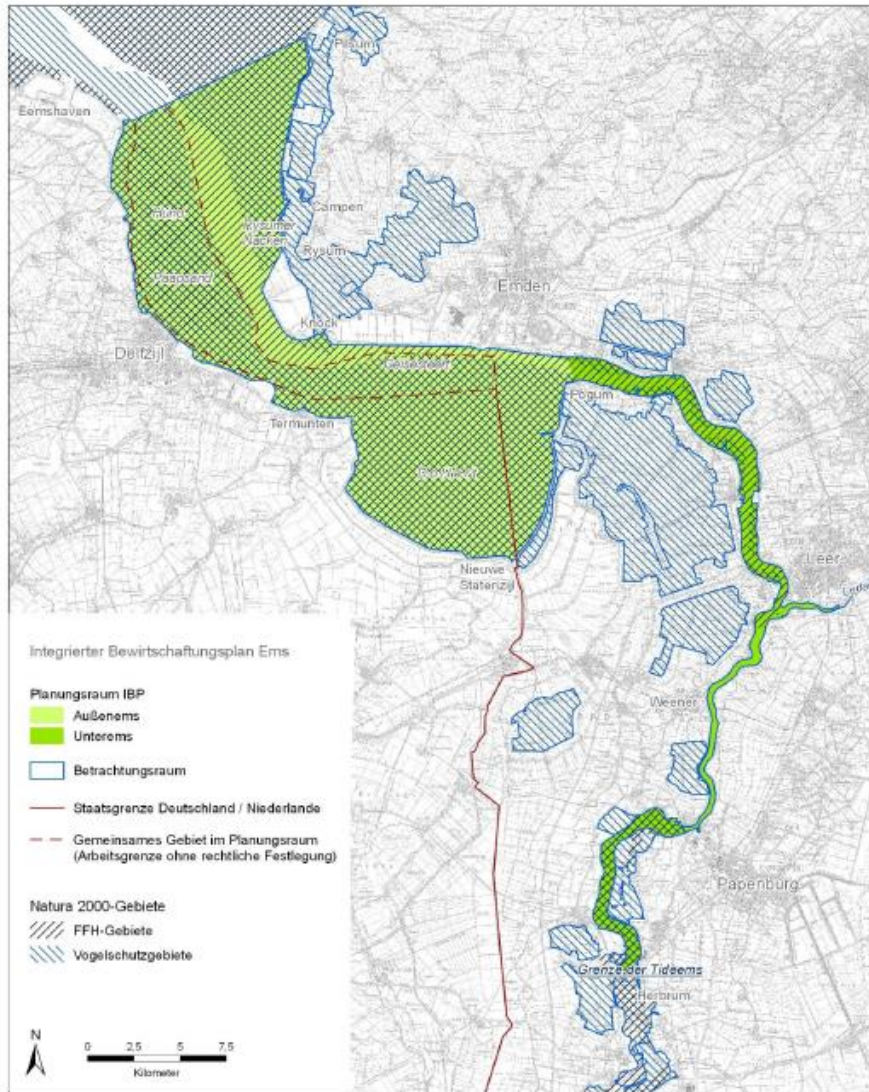 Pilsum
Eemshaven
Campen
Hund
Rysumer
Nacken
Rysum
Paapsand
Emden
Knock
Delfzijl
Pogum
Termunten
Dollart
Leer
Leda
Nieuwe
Statenzijl
Weener
Papenburg
Grenze der Tideems
Herbrum
Integrierter Bewirtschaftungsplan Ems
Planungsraum IBP
Außenems
Unterems
Betrachtungsraum
Staatsgrenze Deutschland / Niederlande
Gemeinsames Gebiet im Planungsraum
(Arbeitsgrenze ohne rechtliche Festlegung)
Natura 2000-Gebiete
FFH-Gebiete
Vogelschutzgebiete
N
0 2,5 5 7,5
Kilometer